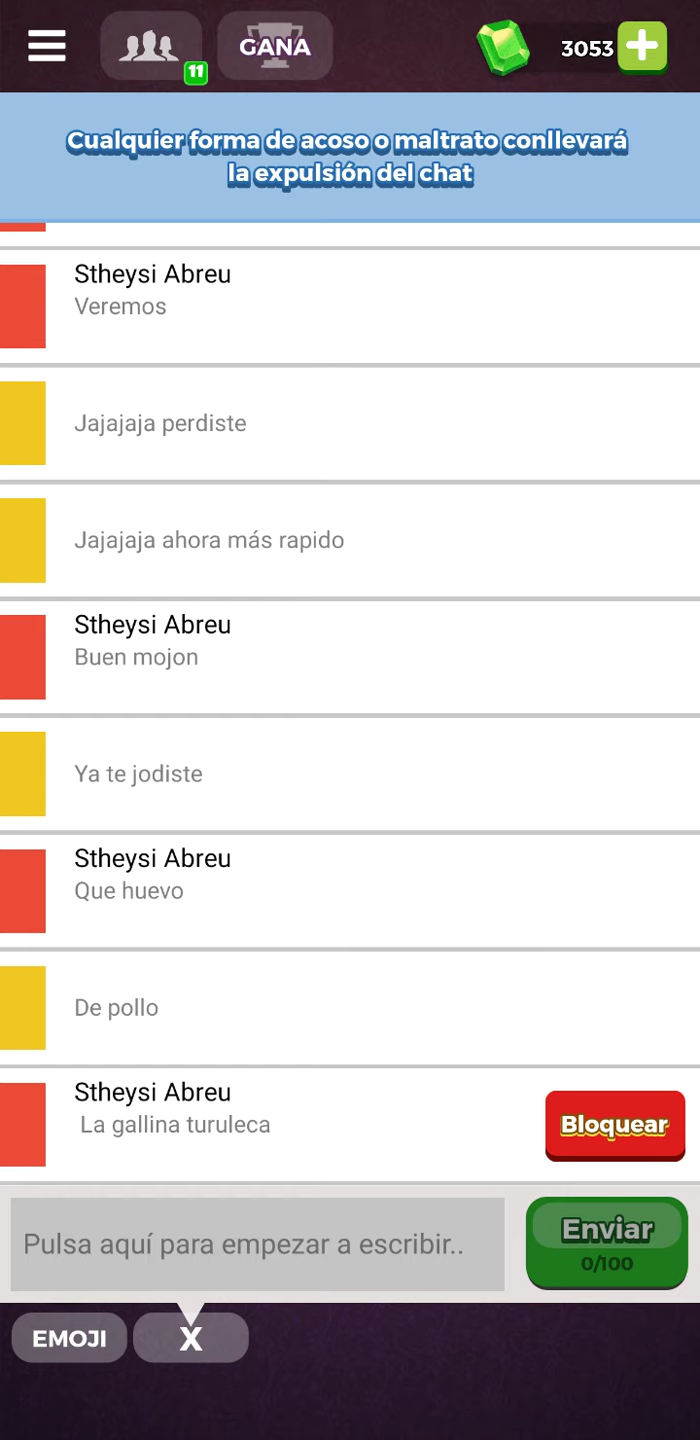 11
GANA
3053
Cualquier forma de acoso o maltrato conllevará
la expulsión del chat
Stheysi Abreu
Veremos
Jajajaja perdiste
Jajajaja ahora más rapido
Stheysi Abreu
Buen mojon
Ya te jodiste
Stheysi Abreu
Que huevo
De pollo
Stheysi Abreu
La gallina turuleca
Bloquear
Pulsa aquí para empezar a escribir..
Enviar
0/100
EMOJI
X